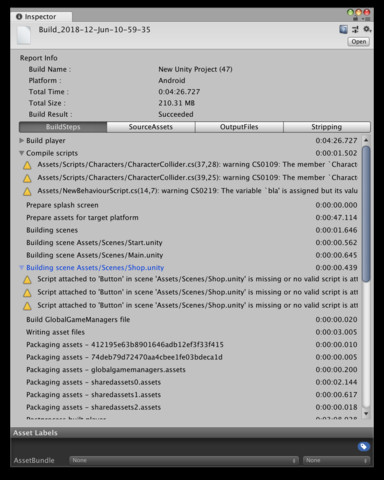 Inspector
Build_2018-12-Jun-10-59-35
Open
Report Info
Build Name : New Unity Project (47)
Platform : Android
Total Time : 0:04:26.727
Total Size : 210.31 MB
Build Result : Succeeded
BuildSteps SourceAssets OutputFiles Stripping
Build player 0:04:26.727
Compile scripts 0:00:01.502
Assets/Scripts/Characters/CharacterCollider.cs(37,28): warning CS0109: The member `Charact
Assets/Scripts/Characters/CharacterCollider.cs(39,25): warning CS0109: The member `Charact
Assets/NewBehaviourScript.cs(14,7): warning CS0219: The variable `bla' is assigned but its valu
Prepare splash screen 0:00:00.000
Prepare assets for target platform 0:00:47.114
Building scenes 0:00:01.646
Building scene Assets/Scenes/Start.unity 0:00:00.562
Building scene Assets/Scenes/Main.unity 0:00:00.645
Building scene Assets/Scenes/Shop.unity 0:00:00.439
Script attached to 'Button' in scene 'Assets/Scenes/Shop.unity' is missing or no valid script is att
Script attached to 'Button' in scene 'Assets/Scenes/Shop.unity' is missing or no valid script is att
Script attached to 'Button' in scene 'Assets/Scenes/Shop.unity' is missing or no valid script is att
Build GlobalGameManagers file 0:00:00.020
Writing asset files 0:00:03.005
Packaging assets - 412195e63b8901646adb12ef3f33f415 0:00:00.010
Packaging assets - 74deb79d72470aa4cbee1fe03bdeca1d 0:00:00.005
Packaging assets - globalgamemanagers.assets 0:00:00.200
Packaging assets - sharedassets0.assets 0:00:02.144
Packaging assets - sharedassets1.assets 0:00:00.617
Packaging assets - sharedassets2.assets 0:00:00.018
Postprocess built player
Asset Labels
AssetBundle None None